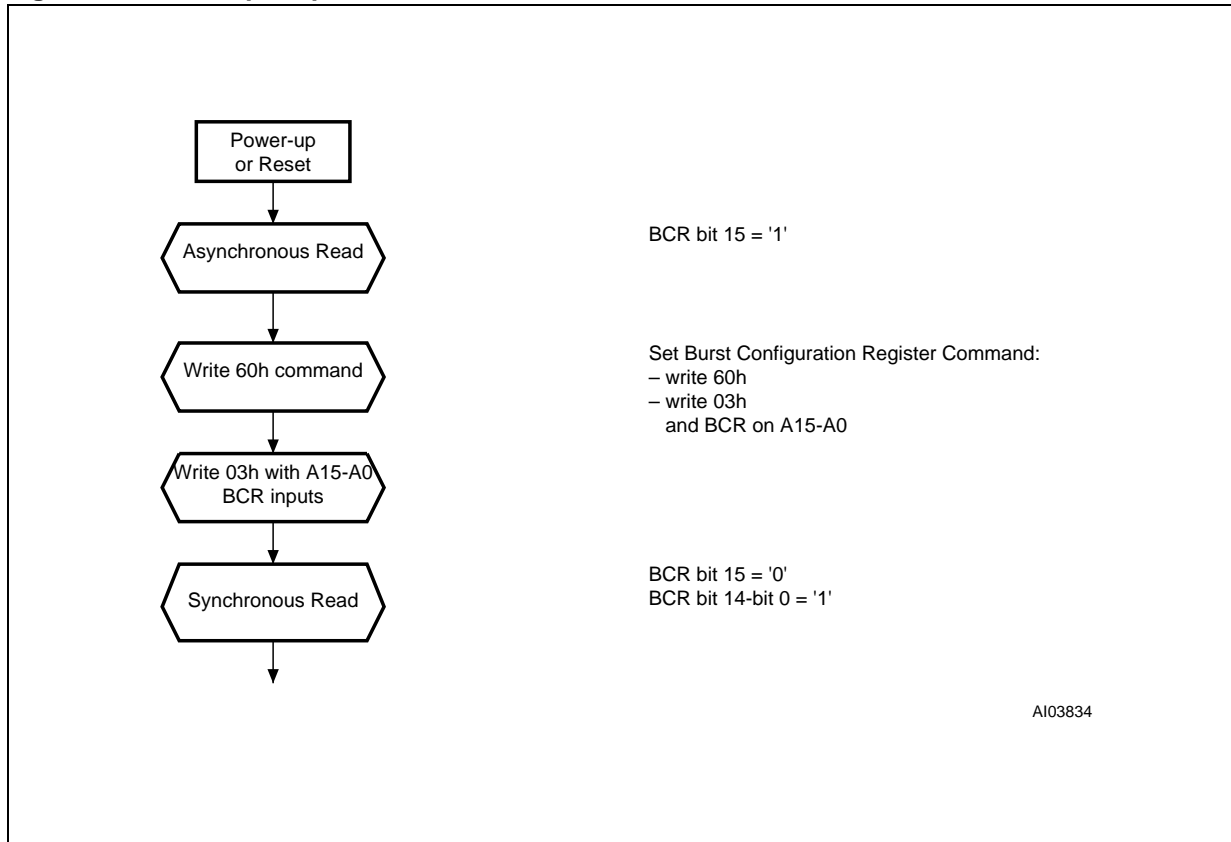 Power-up
or Reset
Asynchronous Read
BCR bit 15 = '1'
Write 60h command
Set Burst Configuration Register Command:
– write 60h
– write 03h
and BCR on A15-A0
Write 03h with A15-A0
BCR inputs
Synchronous Read
BCR bit 15 = '0'
BCR bit 14-bit 0 = '1'
AI03834